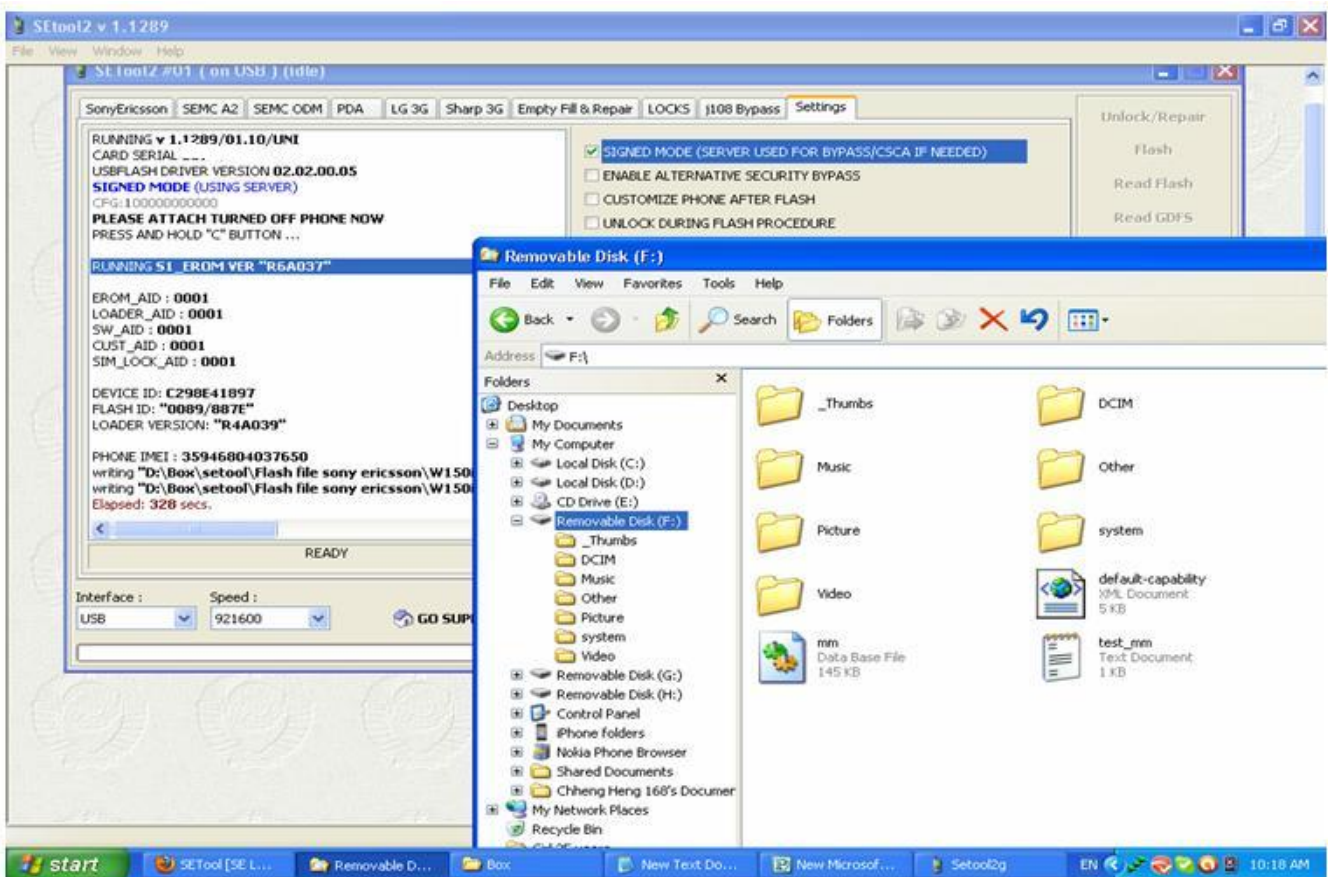 SEtool2 v 1.1289
File View Window Help
SETool2 #01 ( on USB ) (idle)
SonyEricsson SEMC A2 SEMC ODM PDA LG 3G Sharp 3G Empty Fill & Repair LOCKS J108 Bypass Settings
RUNNING v 1.1289/01.10/UNI
CARD SERIAL
USBFLASH DRIVER VERSION 02.02.00.05
SIGNED MODE (USING SERVER)
CFG:100000000000
PLEASE ATTACH TURNED OFF PHONE NOW
PRESS AND HOLD "C" BUTTON ...
RUNNING S1_EROM VER "R6A037"
EROM_AID : 0001
LOADER_AID : 0001
SW_AID : 0001
CUST_AID : 0001
SIM_LOCK_AID : 0001
DEVICE ID: C298E41897
FLASH ID: "0089/887E"
LOADER VERSION: "R4A039"
PHONE IMEI : 35946804037650
writing "D:\Box\setool\Flash file sony ericsson\W150i
writing "D:\Box\setool\Flash file sony ericsson\W150i
Elapsed: 328 secs.
READY
Interface : Speed :
USB 921600 GO SUP
SIGNED MODE (SERVER USED FOR BYPASS/CSCA IF NEEDED)
ENABLE ALTERNATIVE SECURITY BYPASS
CUSTOMIZE PHONE AFTER FLASH
UNLOCK DURING FLASH PROCEDURE
Unlock/Repair
Flash
Read Flash
Read GDFS
Removable Disk (F:)
File Edit View Favorites Tools Help
Back Search Folders
Address F:\
Folders
Desktop
My Documents
My Computer
Local Disk (C:)
Local Disk (D:)
CD Drive (E:)
Removable Disk (F:)
_Thumbs
DCIM
Music
Other
Picture
system
Video
Removable Disk (G:)
Removable Disk (H:)
Control Panel
iPhone folders
Nokia Phone Browser
Shared Documents
Chheng Heng 168's Documer
My Network Places
Recycle Bin
_Thumbs DCIM
Music Other
Picture system
Video default-capability
XML Document
5 KB
mm test_mm
Data Base File Text Document
145 KB 1 KB
start SETool [SE L... Removable D... Box New Text Do... New Microsof... Setool2g EN 10:18 AM